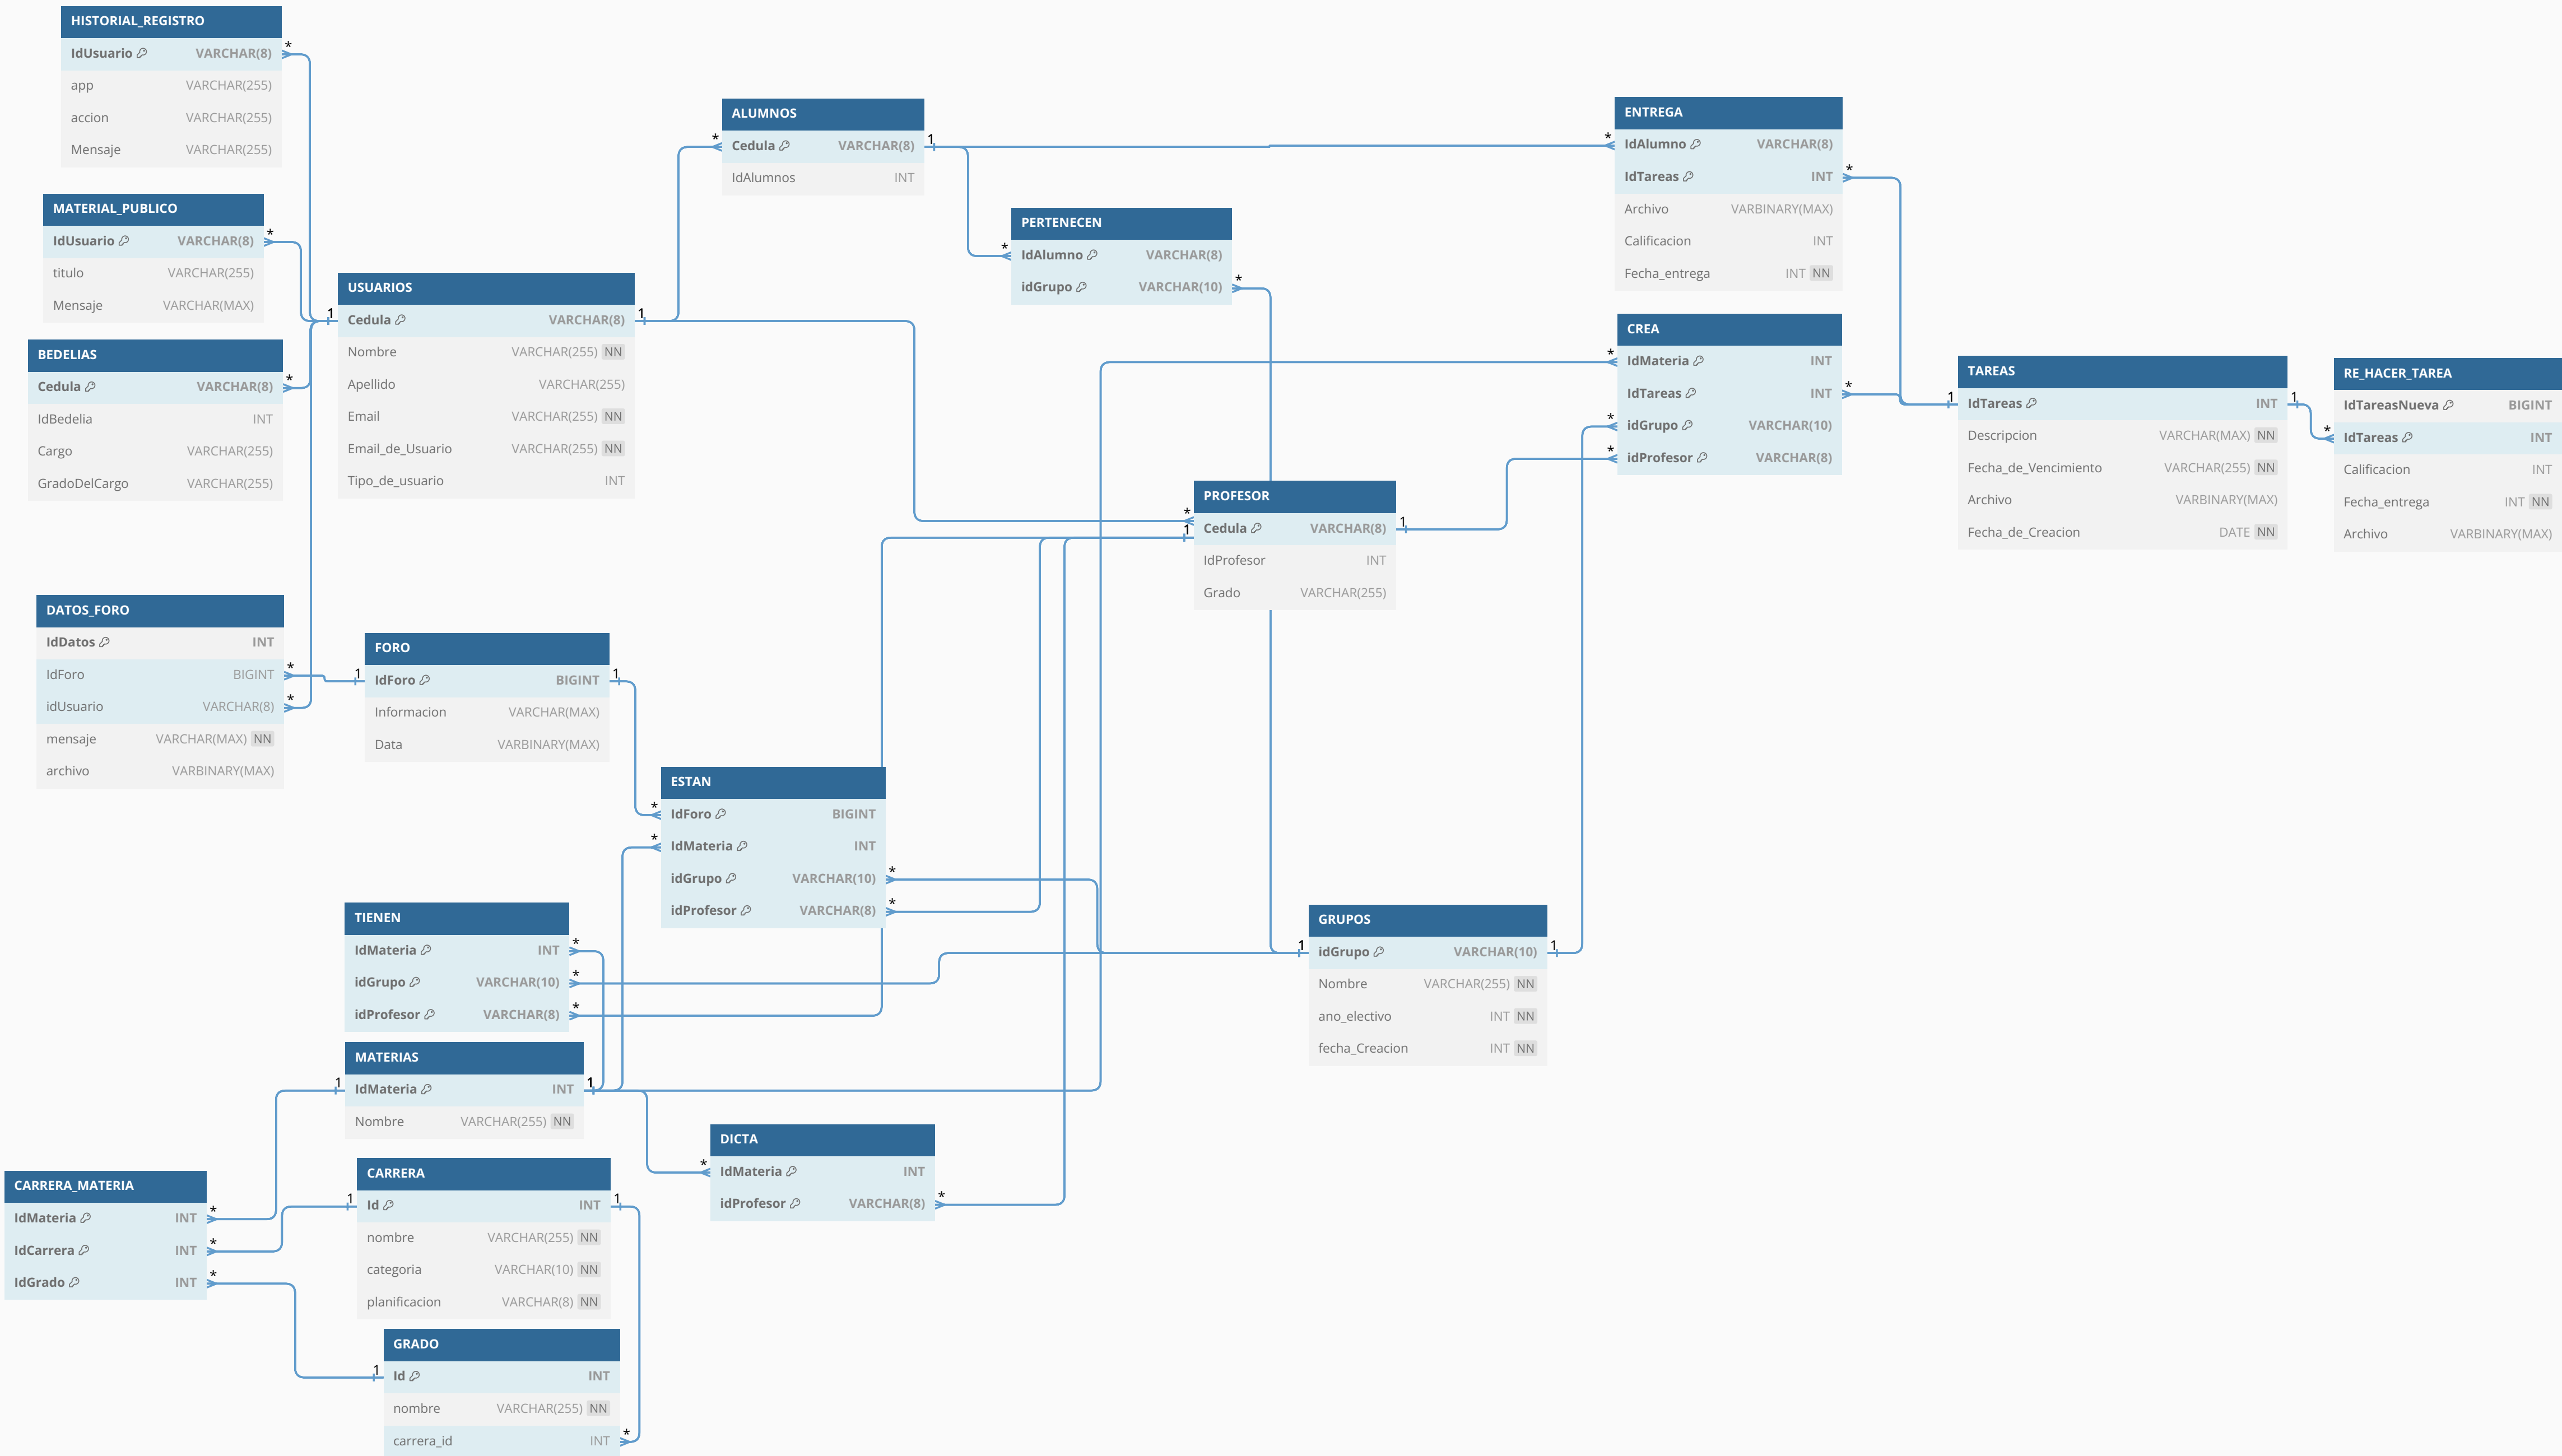 HISTORIAL_REGISTRO
IdUsuario VARCHAR(8)
app VARCHAR(255)
accion VARCHAR(255)
Mensaje VARCHAR(255)
MATERIAL_PUBLICO
IdUsuario VARCHAR(8)
titulo VARCHAR(255)
Mensaje VARCHAR(MAX)
BEDELIAS
Cedula VARCHAR(8)
IdBedelia INT
Cargo VARCHAR(255)
GradoDelCargo VARCHAR(255)
USUARIOS
Cedula VARCHAR(8)
Nombre VARCHAR(255) NN
Apellido VARCHAR(255)
Email VARCHAR(255) NN
Email_de_Usuario VARCHAR(255) NN
Tipo_de_usuario INT
ALUMNOS
Cedula VARCHAR(8)
IdAlumnos INT
PERTENECEN
IdAlumno VARCHAR(8)
idGrupo VARCHAR(10)
ENTREGA
IdAlumno VARCHAR(8)
IdTareas INT
Archivo VARBINARY(MAX)
Calificacion INT
Fecha_entrega INT NN
CREA
IdMateria INT
IdTareas INT
idGrupo VARCHAR(10)
idProfesor VARCHAR(8)
TAREAS
IdTareas INT
Descripcion VARCHAR(MAX) NN
Fecha_de_Vencimiento VARCHAR(255) NN
Archivo VARBINARY(MAX)
Fecha_de_Creacion DATE NN
RE_HACER_TAREA
IdTareasNueva BIGINT
IdTareas INT
Calificacion INT
Fecha_entrega INT NN
Archivo VARBINARY(MAX)
PROFESOR
Cedula VARCHAR(8)
IdProfesor INT
Grado VARCHAR(255)
DATOS_FORO
IdDatos INT
IdForo BIGINT
idUsuario VARCHAR(8)
mensaje VARCHAR(MAX) NN
archivo VARBINARY(MAX)
FORO
IdForo BIGINT
Informacion VARCHAR(MAX)
Data VARBINARY(MAX)
ESTAN
IdForo BIGINT
IdMateria INT
idGrupo VARCHAR(10)
idProfesor VARCHAR(8)
TIENEN
IdMateria INT
idGrupo VARCHAR(10)
idProfesor VARCHAR(8)
GRUPOS
idGrupo VARCHAR(10)
Nombre VARCHAR(255) NN
ano_electivo INT NN
fecha_Creacion INT NN
MATERIAS
IdMateria INT
Nombre VARCHAR(255) NN
DICTA
IdMateria INT
idProfesor VARCHAR(8)
CARRERA_MATERIA
IdMateria INT
IdCarrera INT
IdGrado INT
CARRERA
Id INT
nombre VARCHAR(255) NN
categoria VARCHAR(10) NN
planificacion VARCHAR(8) NN
GRADO
Id INT
nombre VARCHAR(255) NN
carrera_id INT